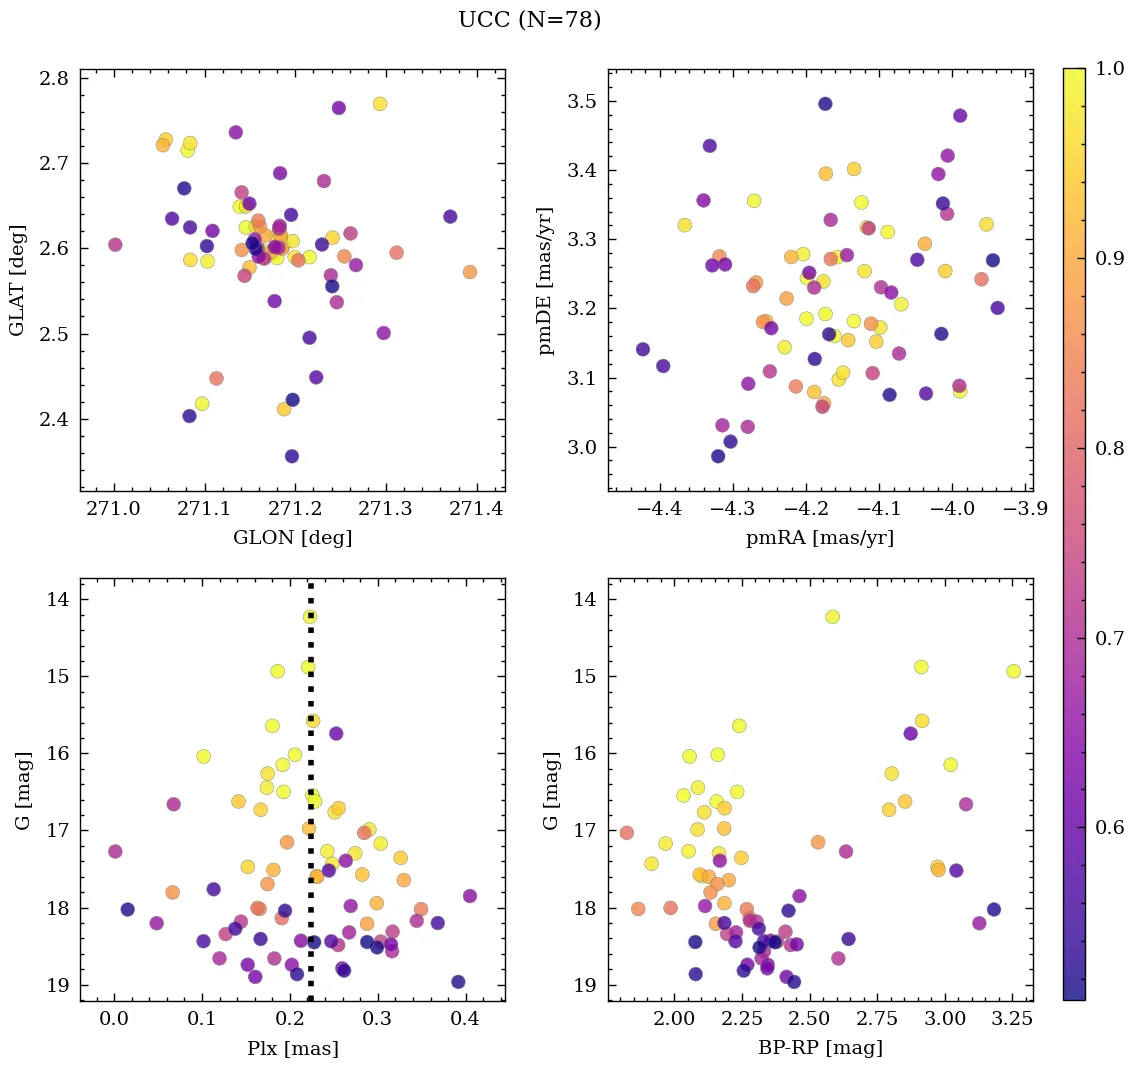 UCC (N=78)
2.8
2.7
2.6
2.5
2.4
GLAT [deg]
271.0 271.1 271.2 271.3 271.4
GLON [deg]
3.5
3.4
3.3
3.2
3.1
3.0
pmDE [mas/yr]
−4.4 −4.3 −4.2 −4.1 −4.0 −3.9
pmRA [mas/yr]
1.0
0.9
0.8
0.7
0.6
14
15
16
17
18
19
G [mag]
0.0 0.1 0.2 0.3 0.4
Plx [mas]
14
15
16
17
18
19
G [mag]
2.00 2.25 2.50 2.75 3.00 3.25
BP-RP [mag]